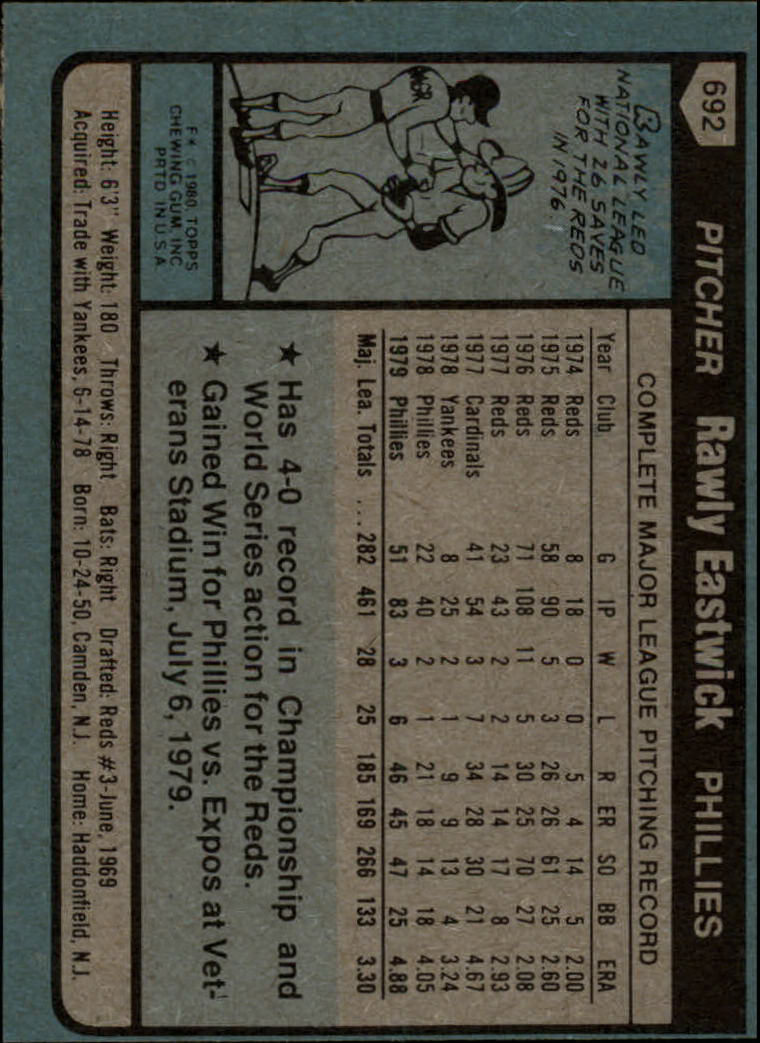 692
PITCHER Rawly Eastwick PHILLIES
RAWLY LED
NATIONAL LEAGUE
WITH 26 SAVES
FOR THE REDS
IN 1976
MGR
F* © 1980 TOPPS
CHEWING GUM, INC.
PRTD IN U.S.A.
COMPLETE MAJOR LEAGUE PITCHING RECORD
Year Club G IP W L R ER SO BB ERA
1974 Reds 8 18 0 0 5 4 14 5 2.00
1975 Reds 58 90 5 3 26 26 61 25 2.60
1976 Reds 71 108 11 5 30 25 70 27 2.08
1977 Reds 23 43 2 2 14 14 17 8 2.93
1977 Cardinals 41 54 3 7 34 28 30 21 4.67
1978 Yankees 8 25 2 1 9 9 13 4 3.24
1978 Phillies 22 40 2 1 21 18 14 18 4.05
1979 Phillies 51 83 3 6 46 45 47 25 4.88
Maj. Lea. Totals ... 282 461 28 25 185 169 266 133 3.30
★ Has 4-0 record in Championship and
World Series action for the Reds.
★ Gained Win for Phillies vs. Expos at Vet-
erans Stadium, July 6, 1979.
Height: 6'3" Weight: 180 Throws: Right Bats: Right Drafted: Reds #3-June, 1969
Acquired: Trade with Yankees, 6-14-78 Born: 10-24-50, Camden, N.J. Home: Haddonfield, N.J.